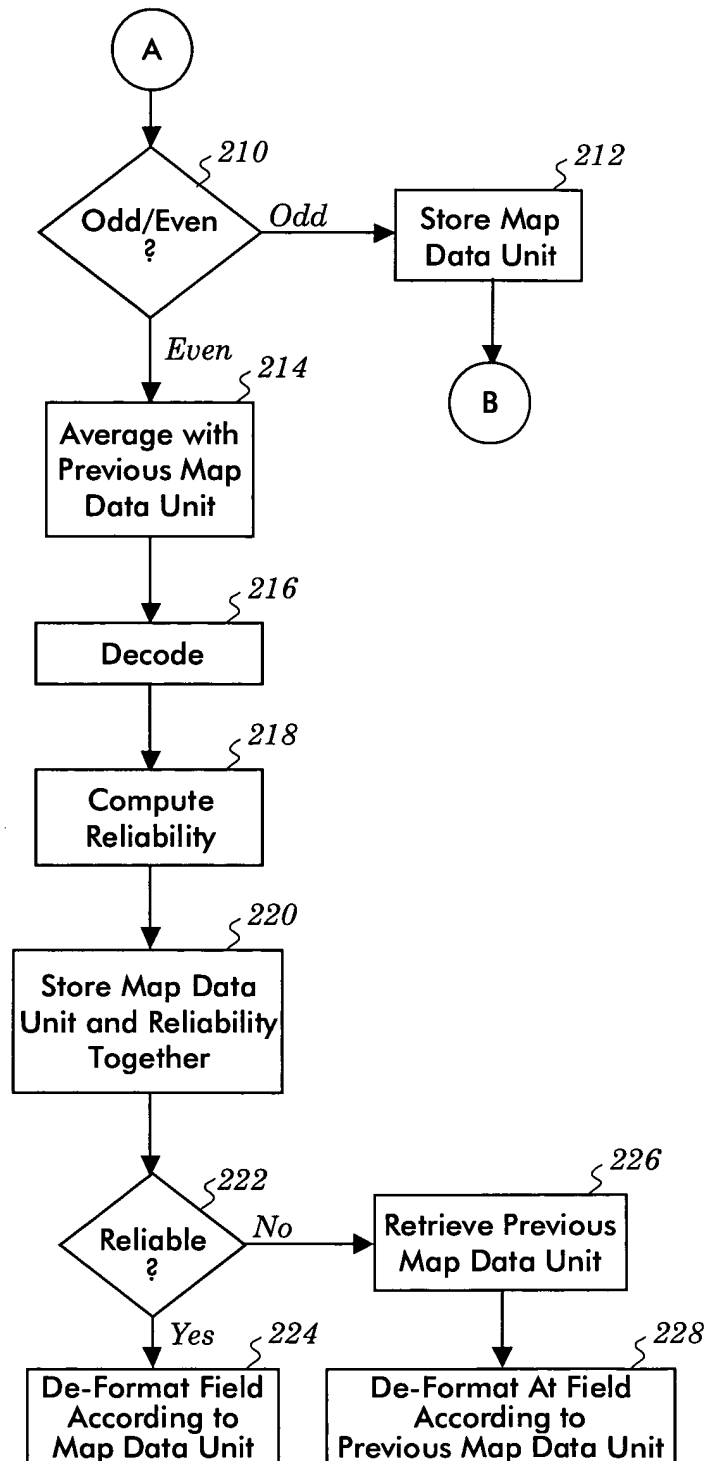 A
210
Odd/Even
?
Odd
212
Store Map
Data Unit
Even
B
214
Average with
Previous Map
Data Unit
216
Decode
218
Compute
Reliability
220
Store Map Data
Unit and Reliability
Together
222
Reliable
?
No
226
Retrieve Previous
Map Data Unit
Yes
224
De-Format Field
According to
Map Data Unit
228
De-Format At Field
According to
Previous Map Data Unit